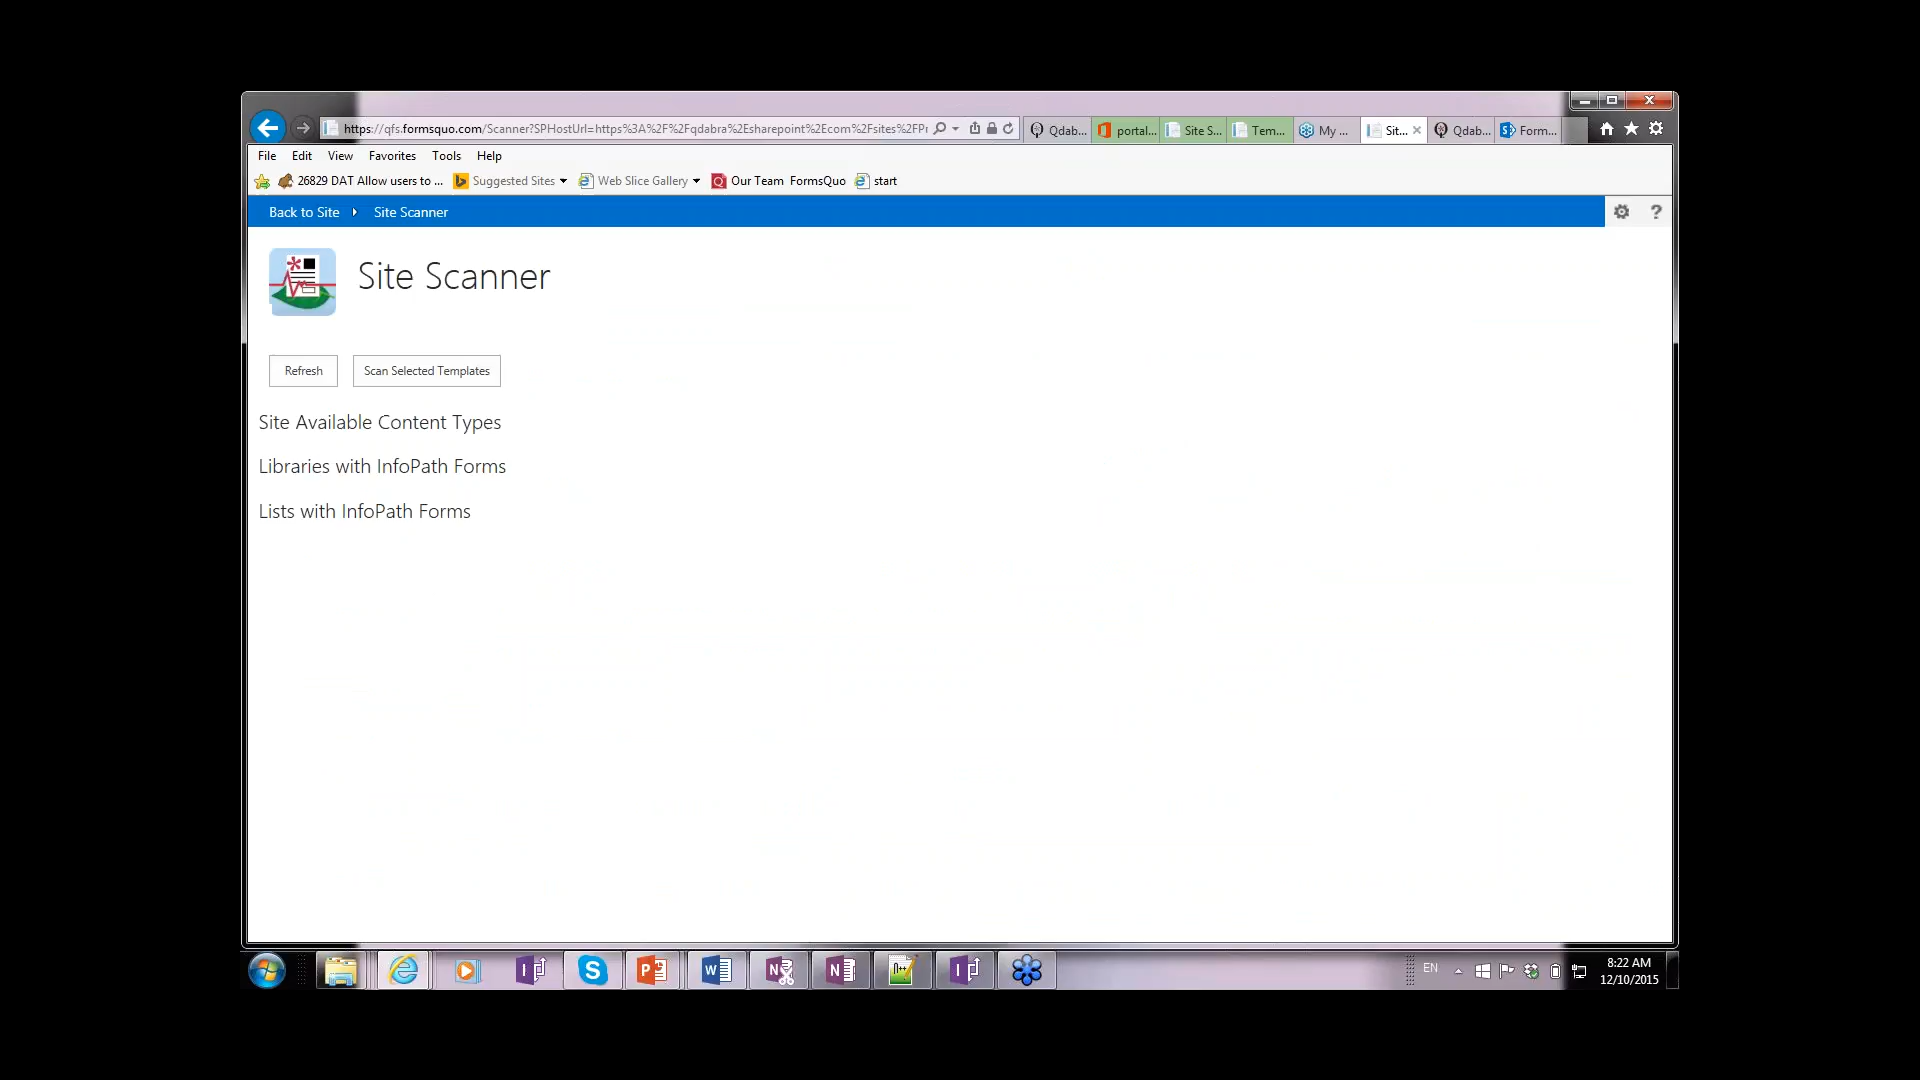 https://qfs.formsquo.com/Scanner?SPHostUrl=https%3A%2F%2Fqdabra%2Esharepoint%2Ecom%2Fsites%2FPr
Qdab...
portal...
Site S...
Tem...
My ...
Sit...
Qdab...
Form...
File Edit View Favorites Tools Help
26829 DAT Allow users to ... Suggested Sites Web Slice Gallery Our Team FormsQuo start
Back to Site Site Scanner ?
Site Scanner
Refresh Scan Selected Templates
Site Available Content Types
Libraries with InfoPath Forms
Lists with InfoPath Forms
EN
8:22 AM
12/10/2015